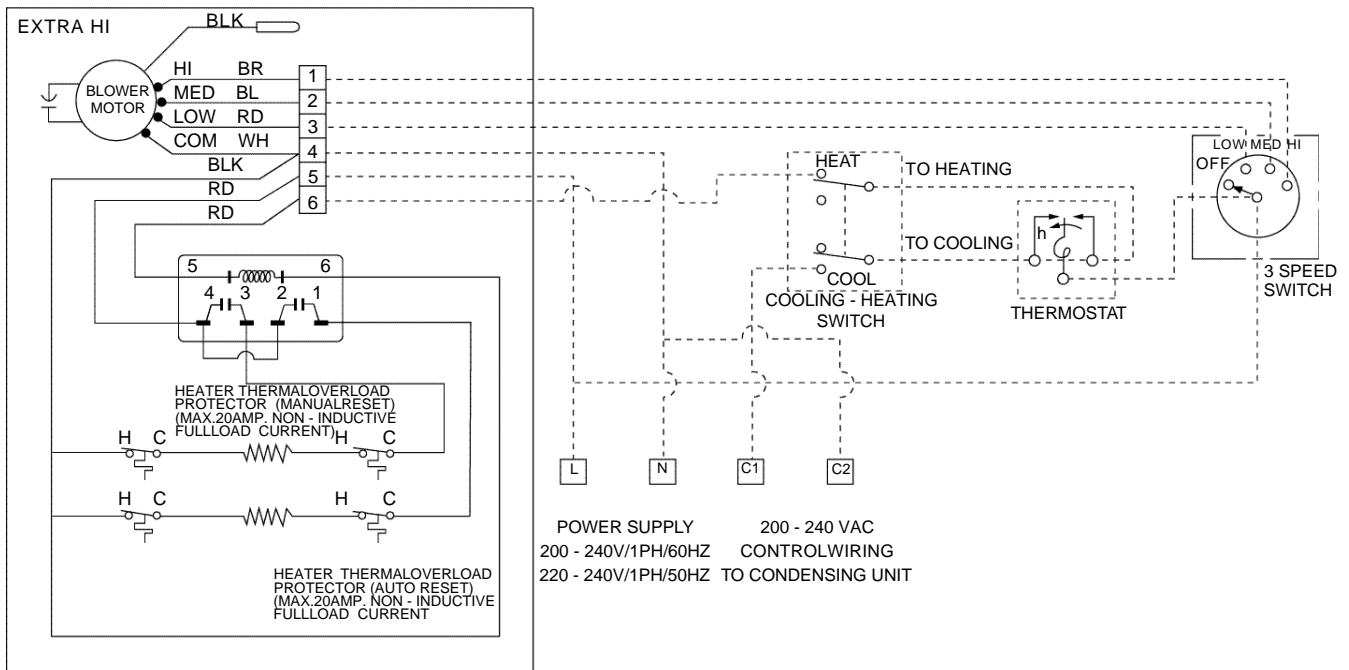 EXTRA HI
BLK
BLOWER
MOTOR
HI BR
MED BL
LOW RD
COM WH
BLK
RD
RD
1
2
3
4
5
6
5 6
4 3 2 1
HEATER THERMALOVERLOAD
PROTECTOR (MANUALRESET)
(MAX.20AMP. NON - INDUCTIVE
FULLLOAD CURRENT)
H C H C
H C H C
HEATER THERMALOVERLOAD
PROTECTOR (AUTO RESET)
(MAX.20AMP. NON - INDUCTIVE
FULLLOAD CURRENT
HEAT
TO HEATING
TO COOLING
COOL
COOLING - HEATING
SWITCH
h
THERMOSTAT
LOW MED HI
OFF
3 SPEED
SWITCH
L N C1 C2
POWER SUPPLY
200 - 240V/1PH/60HZ
220 - 240V/1PH/50HZ
200 - 240 VAC
CONTROLWIRING
TO CONDENSING UNIT